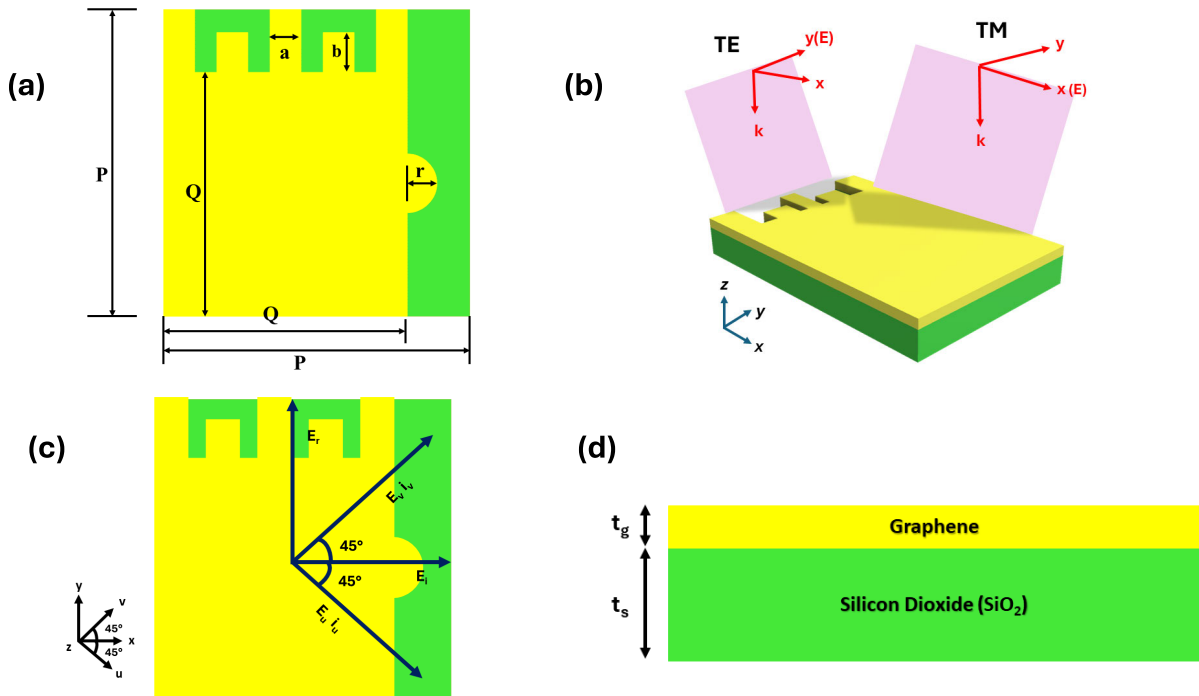 (a)
a
b
P
Q
r
Q
P
(b)
TE
y(E)
x
k
TM
y
x (E)
k
z
y
x
(c)
Er
Ev iv
45°
45°
Ei
Eu iu
y
v
45°
z
x
45°
u
(d)
tg
Graphene
ts
Silicon Dioxide (SiO₂)